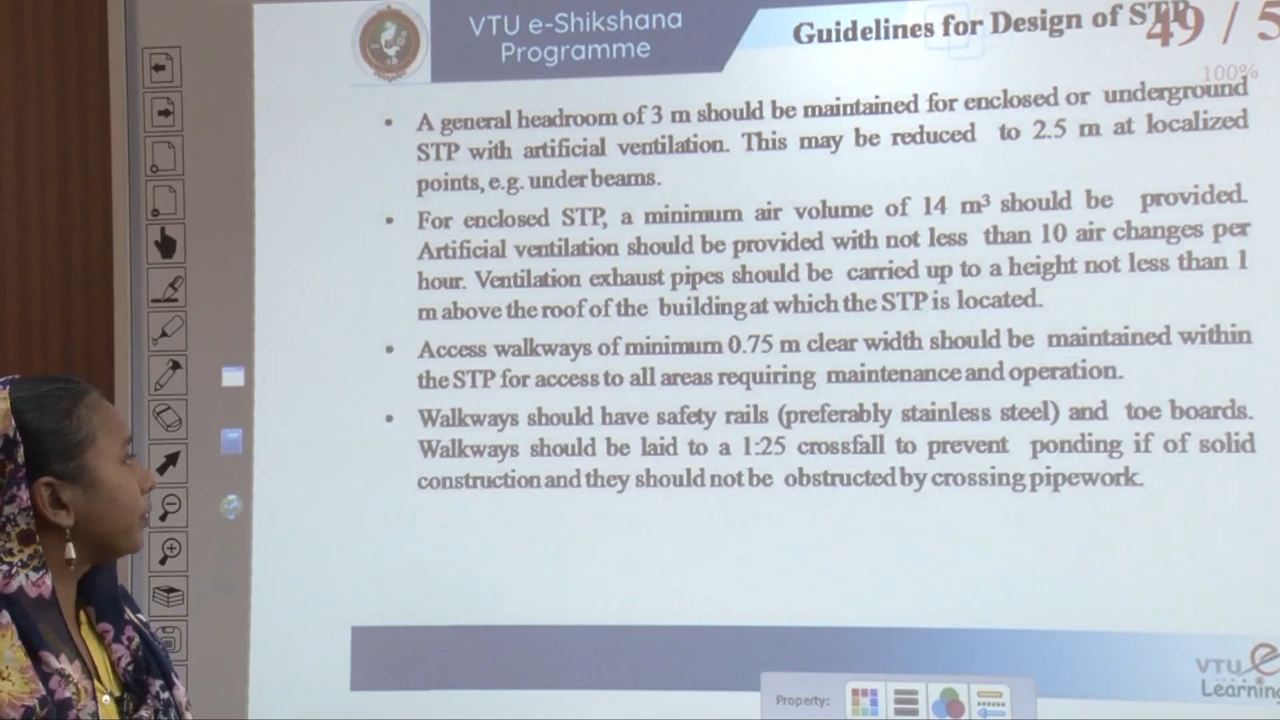 VTU e-Shikshana
Programme
Guidelines for Design of STP
49 / 5
100%
• A general headroom of 3 m should be maintained for enclosed or underground
STP with artificial ventilation. This may be reduced to 2.5 m at localized
points, e.g. under beams.
• For enclosed STP, a minimum air volume of 14 m³ should be provided.
Artificial ventilation should be provided with not less than 10 air changes per
hour. Ventilation exhaust pipes should be carried up to a height not less than 1
m above the roof of the building at which the STP is located.
• Access walkways of minimum 0.75 m clear width should be maintained within
the STP for access to all areas requiring maintenance and operation.
• Walkways should have safety rails (preferably stainless steel) and toe boards.
Walkways should be laid to a 1:25 crossfall to prevent ponding if of solid
construction and they should not be obstructed by crossing pipework.
VTU e
Learning
Property: